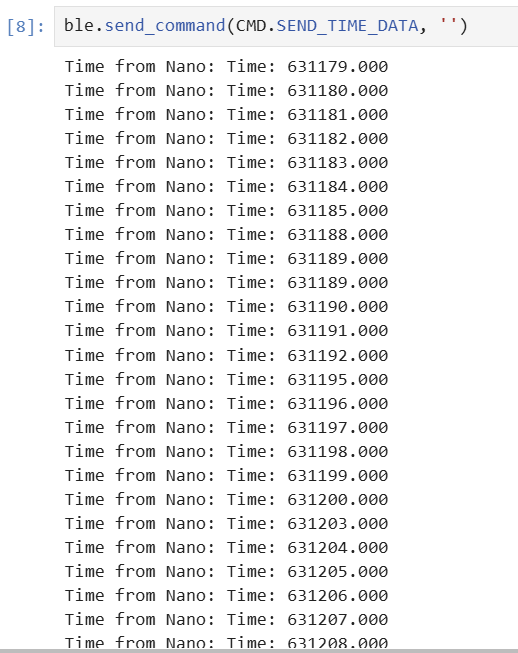 [8]: ble.send_command(CMD.SEND_TIME_DATA, '')
Time from Nano: Time: 631179.000
Time from Nano: Time: 631180.000
Time from Nano: Time: 631181.000
Time from Nano: Time: 631182.000
Time from Nano: Time: 631183.000
Time from Nano: Time: 631184.000
Time from Nano: Time: 631185.000
Time from Nano: Time: 631188.000
Time from Nano: Time: 631189.000
Time from Nano: Time: 631189.000
Time from Nano: Time: 631190.000
Time from Nano: Time: 631191.000
Time from Nano: Time: 631192.000
Time from Nano: Time: 631195.000
Time from Nano: Time: 631196.000
Time from Nano: Time: 631197.000
Time from Nano: Time: 631198.000
Time from Nano: Time: 631199.000
Time from Nano: Time: 631200.000
Time from Nano: Time: 631203.000
Time from Nano: Time: 631204.000
Time from Nano: Time: 631205.000
Time from Nano: Time: 631206.000
Time from Nano: Time: 631207.000
Time from Nano: Time: 631208.000